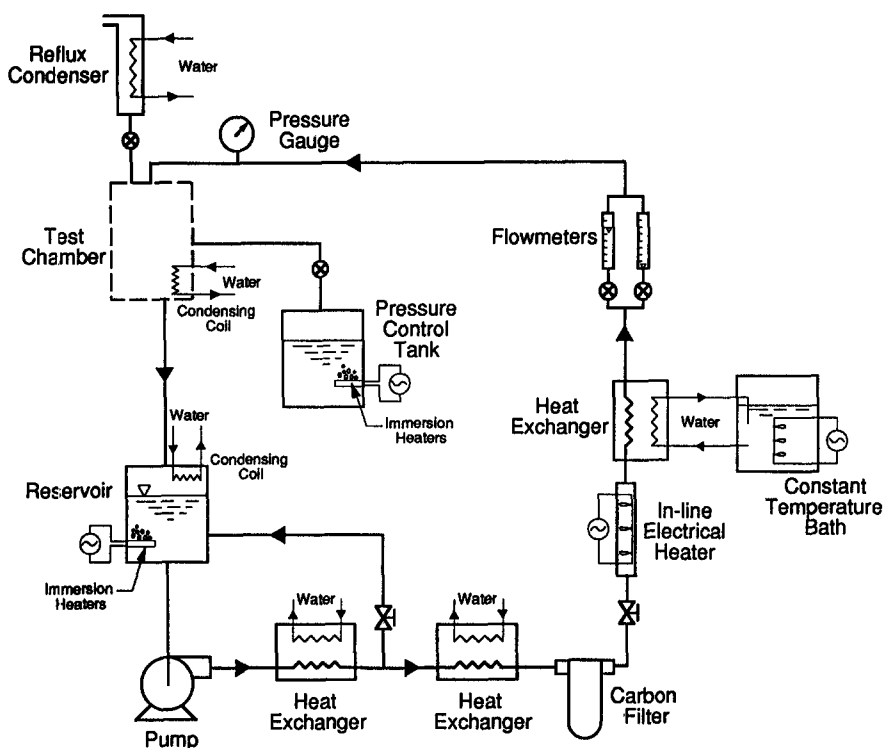 Reflux
Condenser
Water
Pressure
Gauge
Test
Chamber
Water
Condensing
Coil
Flowmeters
Pressure
Control
Tank
Immersion
Heaters
Heat
Exchanger
Water
Constant
Temperature
Bath
Water
Condensing
Coil
Reservoir
In-line
Electrical
Heater
Immersion
Heaters
Water
Water
Pump
Heat
Exchanger
Heat
Exchanger
Carbon
Filter